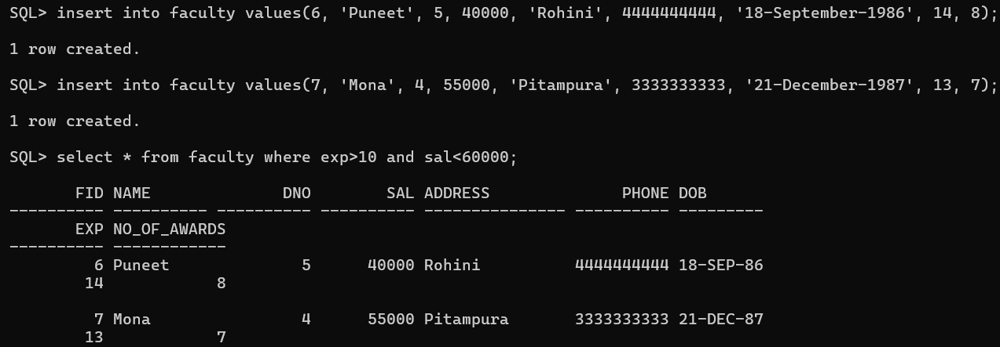 SQL> insert into faculty values(6, 'Puneet', 5, 40000, 'Rohini', 4444444444, '18-September-1986', 14, 8);
1 row created.
SQL> insert into faculty values(7, 'Mona', 4, 55000, 'Pitampura', 3333333333, '21-December-1987', 13, 7);
1 row created.
SQL> select * from faculty where exp>10 and sal<60000;
       FID NAME              DNO        SAL ADDRESS              PHONE DOB
---------- ---------- ---------- ---------- --------------- ---------- ---------
       EXP NO_OF_AWARDS
---------- ------------
         6 Puneet              5      40000 Rohini          4444444444 18-SEP-86
        14            8
         7 Mona                4      55000 Pitampura       3333333333 21-DEC-87
        13            7